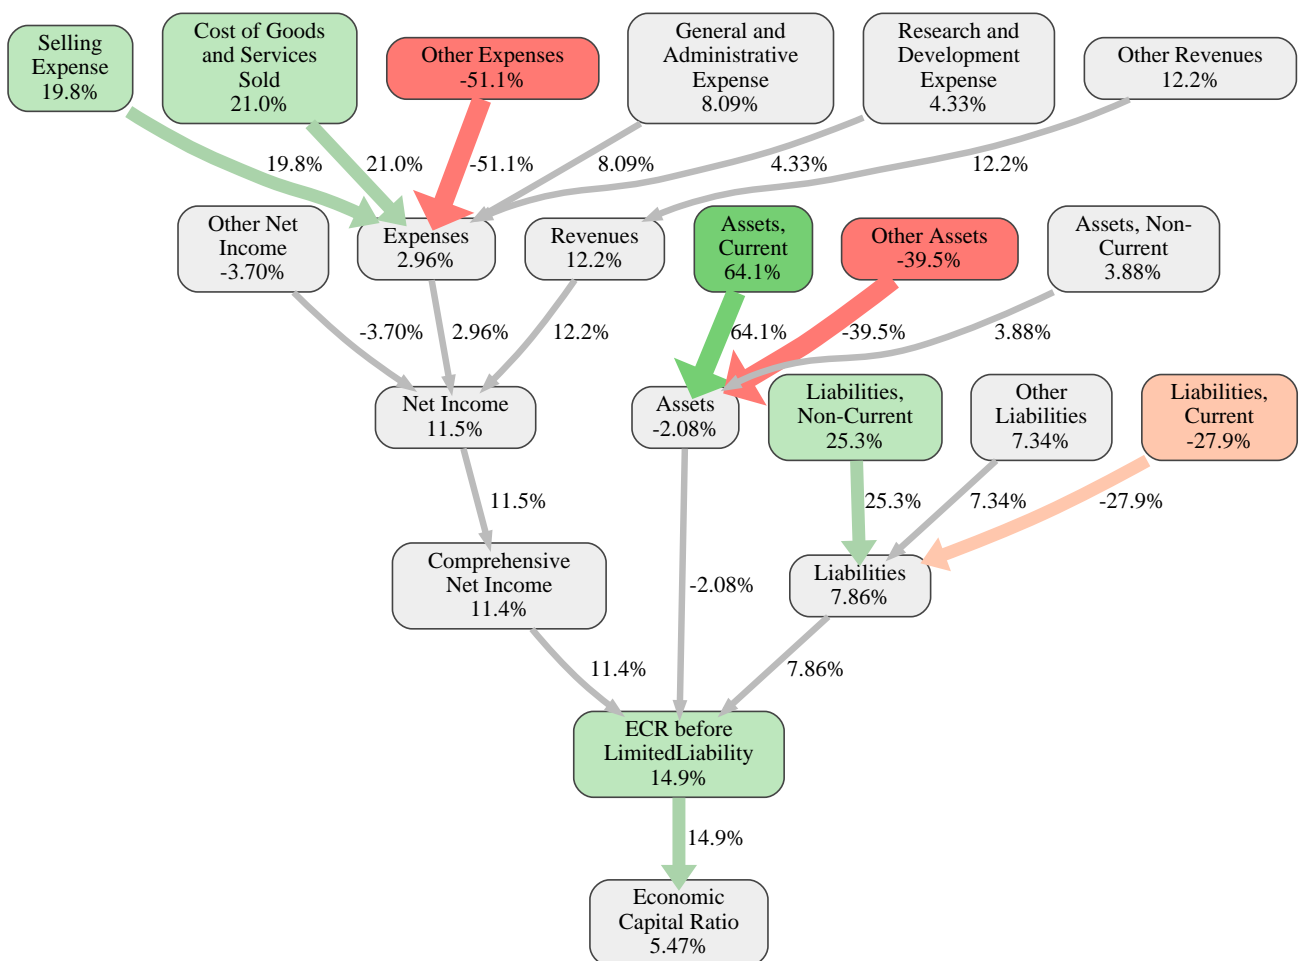 Selling
Expense
19.8%
Cost of Goods
and Services
Sold
21.0%
Other Expenses
-51.1%
General and
Administrative
Expense
8.09%
Research and
Development
Expense
4.33%
Other Revenues
12.2%
19.8%
21.0%
-51.1%
8.09%
4.33%
12.2%
Other Net
Income
-3.70%
Expenses
2.96%
Revenues
12.2%
Assets,
Current
64.1%
Other Assets
-39.5%
Assets, Non-
Current
3.88%
-3.70%
2.96%
12.2%
64.1%
-39.5%
3.88%
Net Income
11.5%
Assets
-2.08%
Liabilities,
Non-Current
25.3%
Other
Liabilities
7.34%
Liabilities,
Current
-27.9%
11.5%
25.3%
7.34%
-27.9%
Comprehensive
Net Income
11.4%
-2.08%
Liabilities
7.86%
11.4%
7.86%
ECR before
LimitedLiability
14.9%
14.9%
Economic
Capital Ratio
5.47%